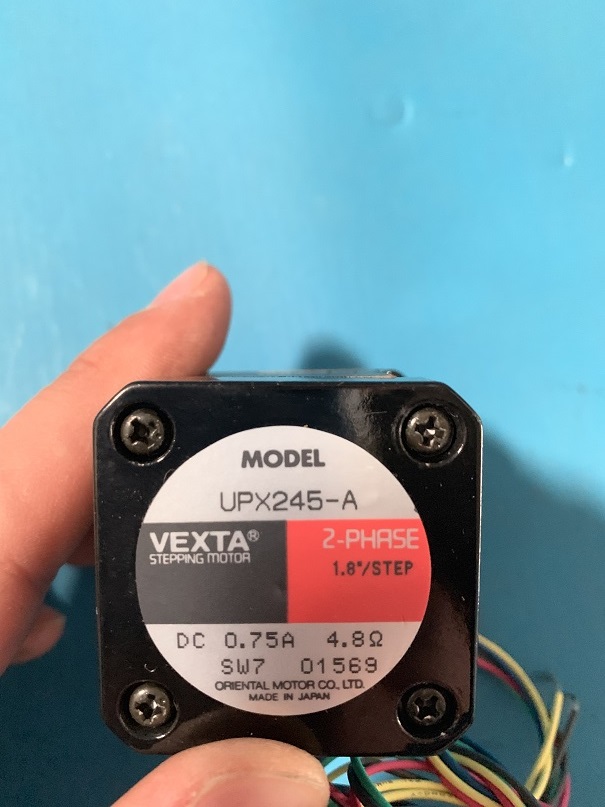 MODEL
UPX245-A
VEXTA®
STEPPING MOTOR
2-PHASE
1.8°/STEP
DC 0.75A 4.8Ω
SW7 01569
ORIENTAL MOTOR CO., LTD.
MADE IN JAPAN